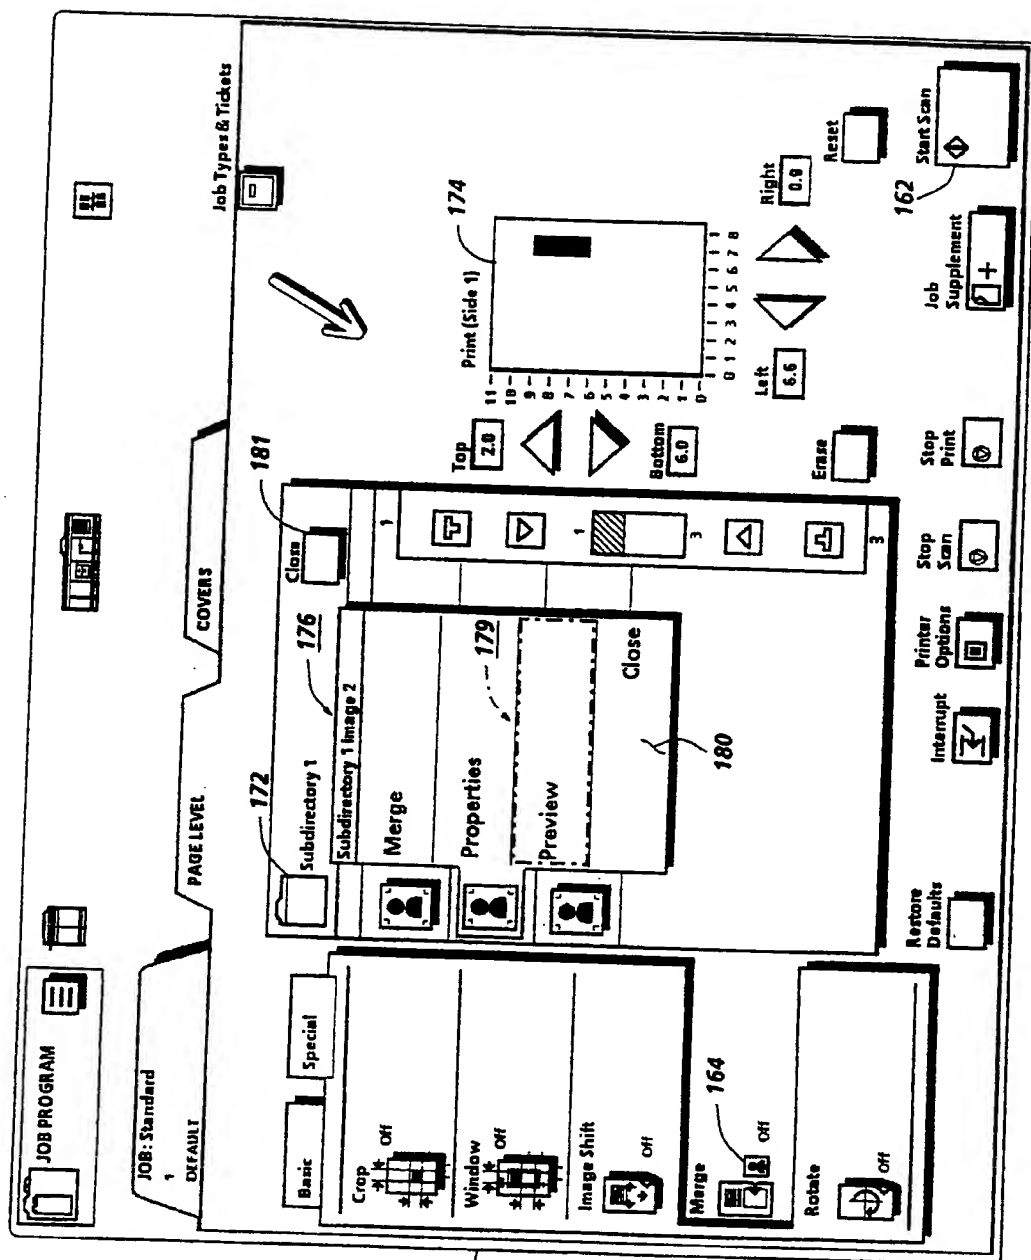 JOB PROGRAM
JOB: Standard
1
DEFAULT
PAGE LEVEL
COVERS
Job Types & Tickets
Basic
Special
Crop
Off
Window
Off
Image Shift
Off
Merge
Off
164
Rotate
Off
172
Subdirectory 1
176
Close
181
Subdirectory 1 Image 2
Merge
Properties
179
Preview
Close
180
1
1
3
3
Top
2.0
Bottom
6.0
Print (Side 1)
174
11
10
9
8
7
6
5
4
3
2
1
0
0 1 2 3 4 5 6 7 8
Left
6.6
Right
0.9
Erase
Reset
Restore
Defaults
Interrupt
Printer
Options
Stop
Scan
Stop
Print
Job
Supplement
162
Start Scan